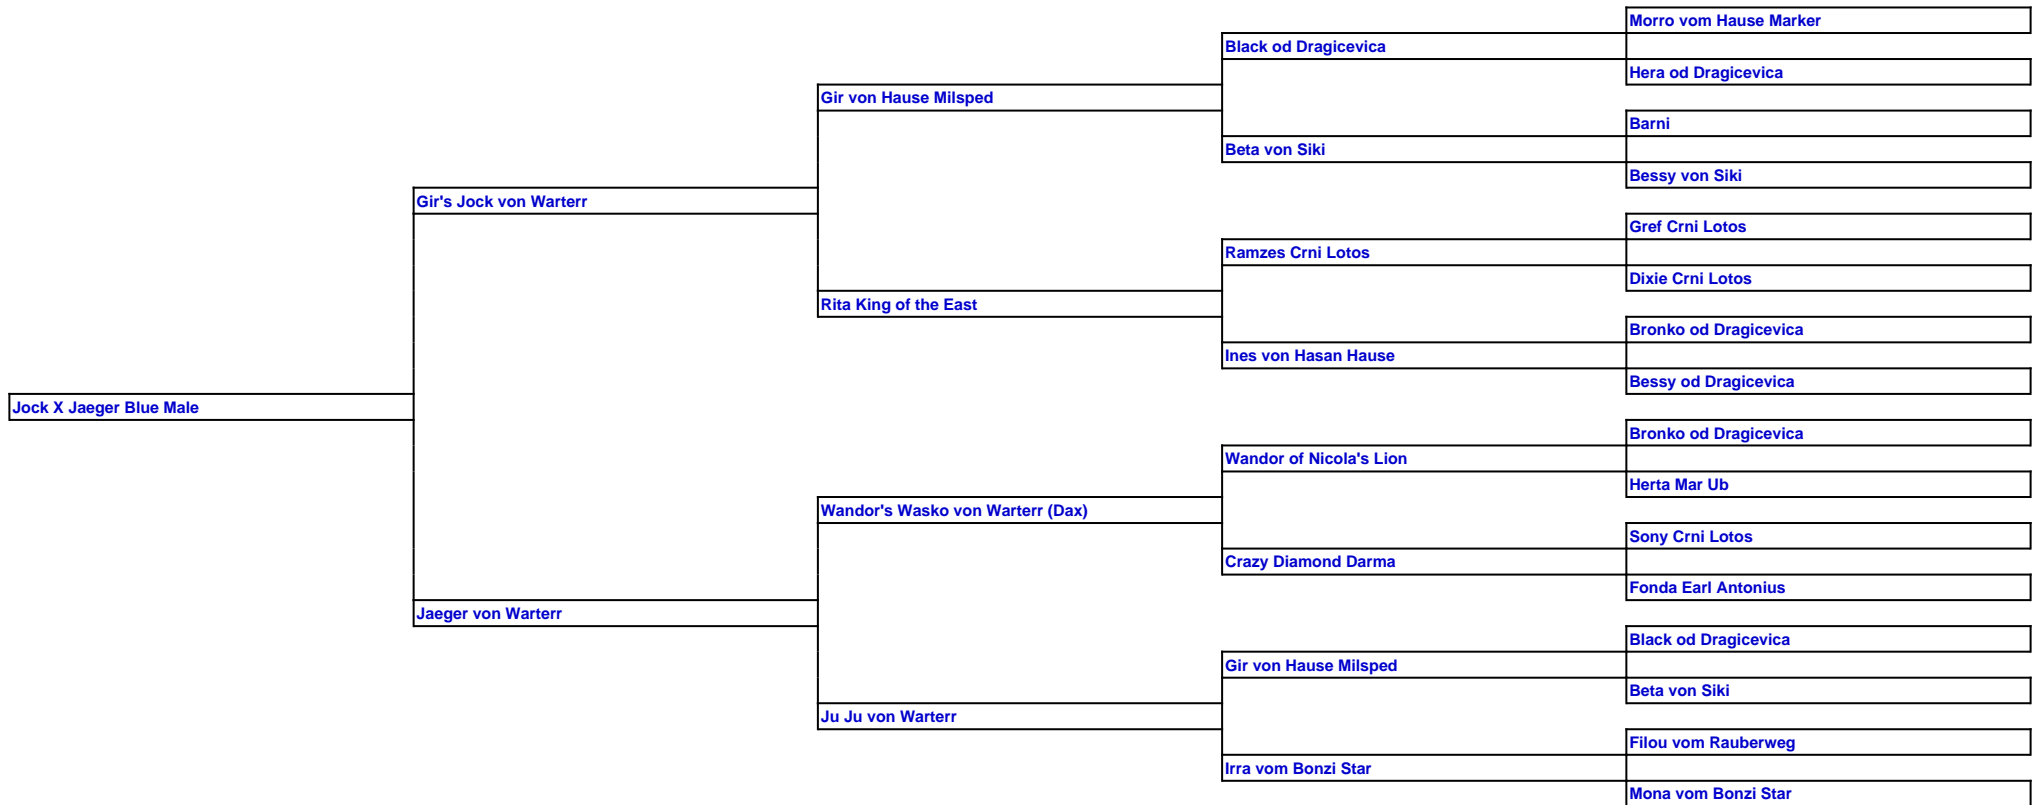 Morro vom Hause Marker
Black od Dragicevica
Hera od Dragicevica
Gir von Hause Milsped
Barni
Beta von Siki
Bessy von Siki
Gir's Jock von Warterr
Gref Crni Lotos
Ramzes Crni Lotos
Dixie Crni Lotos
Rita King of the East
Bronko od Dragicevica
Ines von Hasan Hause
Bessy od Dragicevica
Jock X Jaeger Blue Male
Bronko od Dragicevica
Wandor of Nicola's Lion
Herta Mar Ub
Wandor's Wasko von Warterr (Dax)
Sony Crni Lotos
Crazy Diamond Darma
Fonda Earl Antonius
Jaeger von Warterr
Black od Dragicevica
Gir von Hause Milsped
Beta von Siki
Ju Ju von Warterr
Filou vom Rauberweg
Irra vom Bonzi Star
Mona vom Bonzi Star